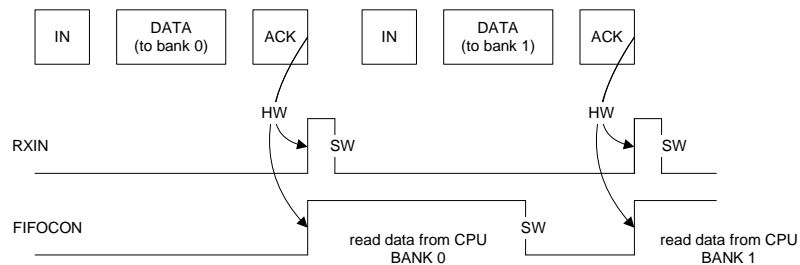 IN
DATA
(to bank 0)
ACK
IN
DATA
(to bank 1)
ACK
HW
HW
RXIN
SW
SW
FIFOCON
SW
read data from CPU
BANK 0
read data from CPU
BANK 1